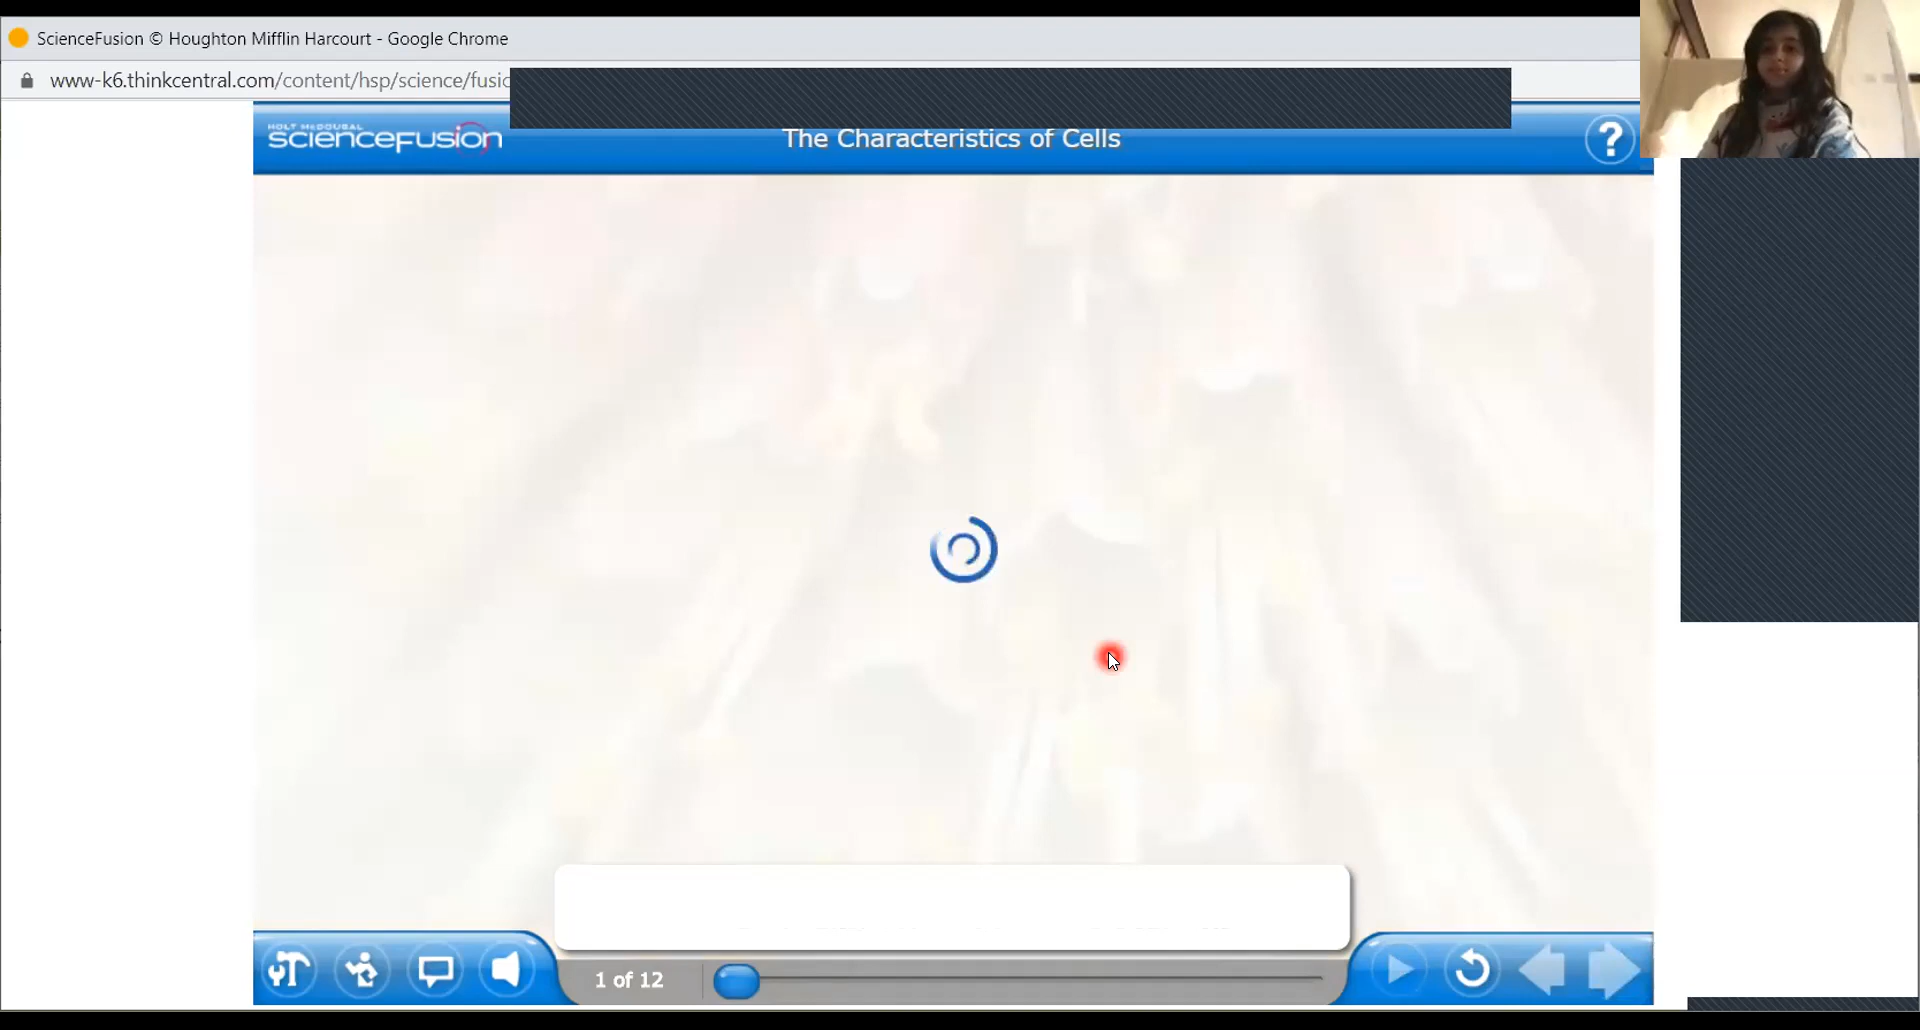 ScienceFusion © Houghton Mifflin Harcourt - Google Chrome
www-k6.thinkcentral.com/content/hsp/science/fusio
HOLT McDOUGAL
scienceFusion
The Characteristics of Cells
?
1 of 12